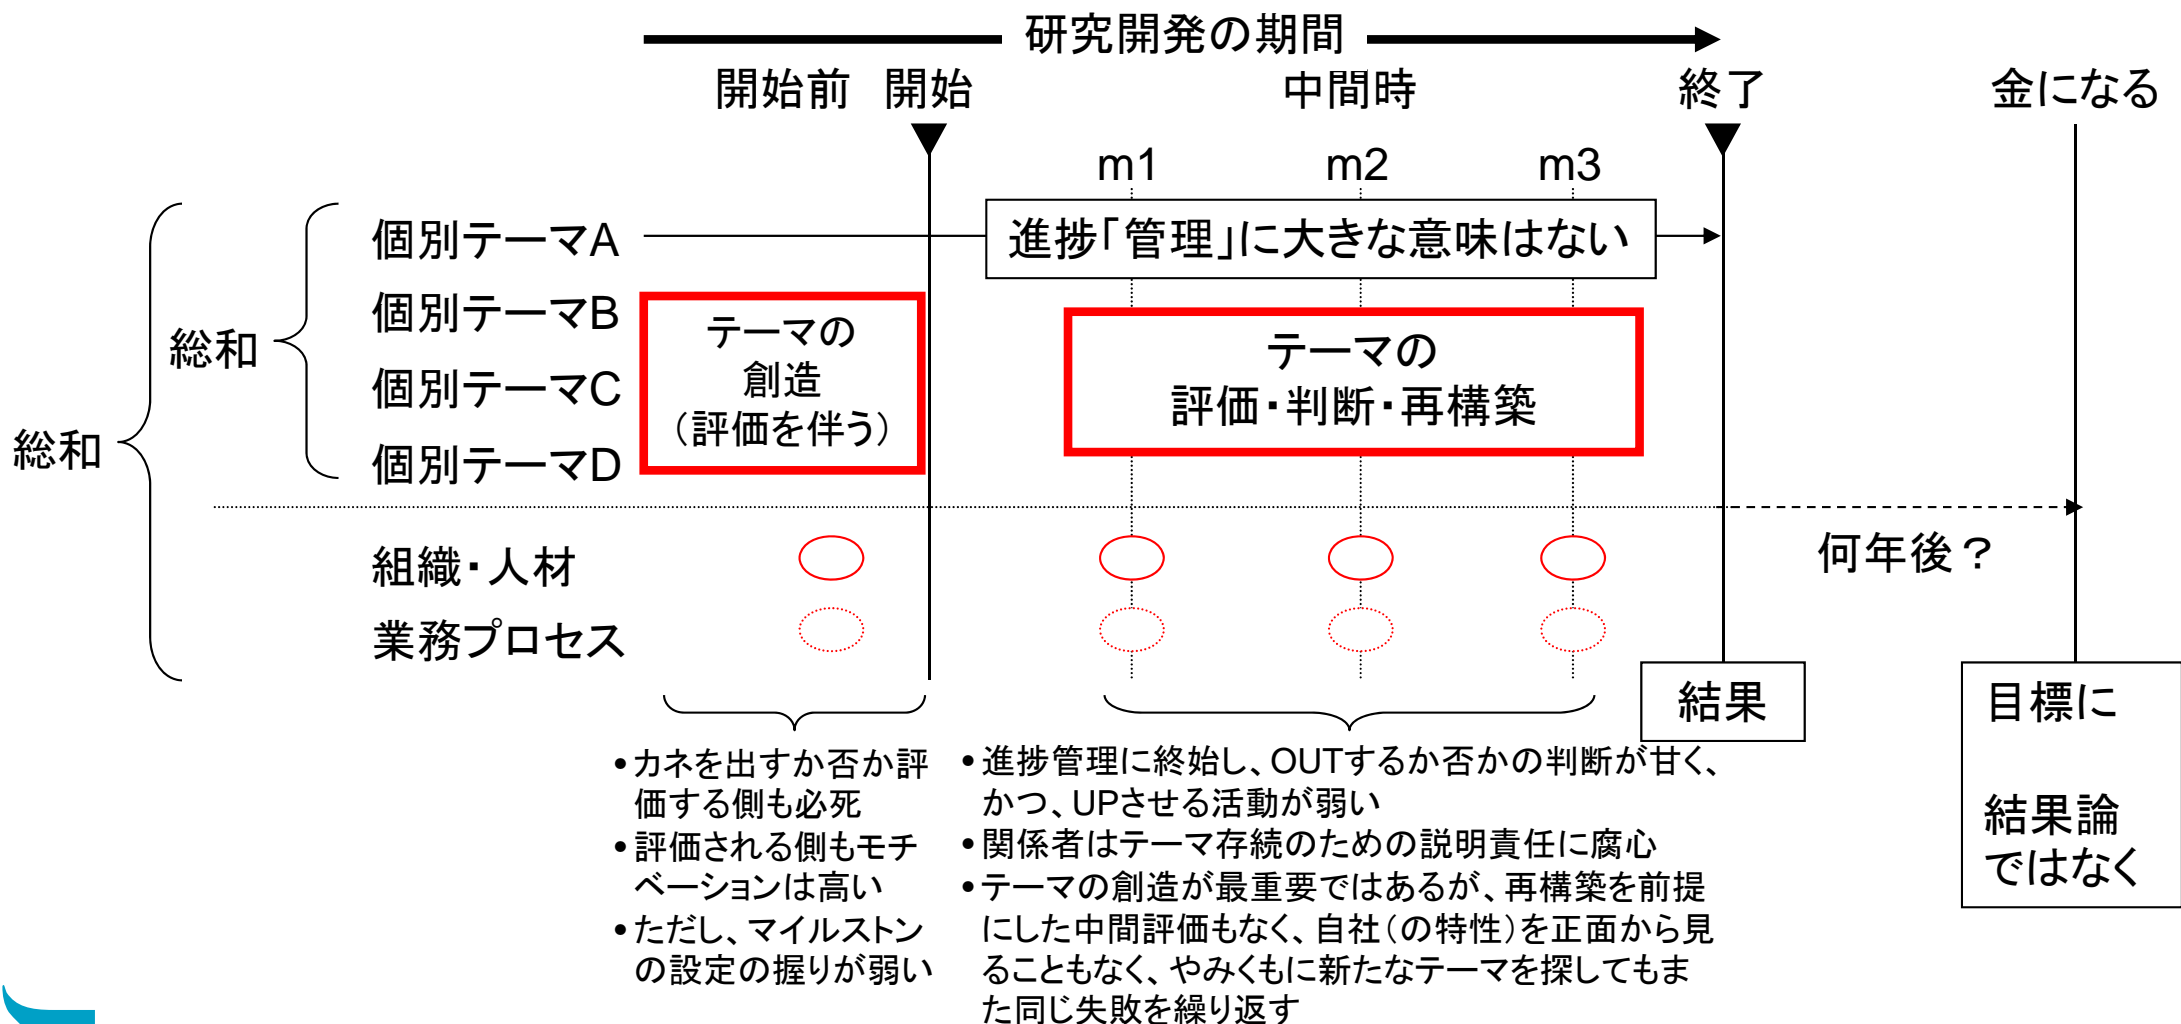 研究開発の期間
開始前
開始
中間時
終了
金になる
m1
m2
m3
個別テーマA
進捗「管理」に大きな意味はない
個別テーマB
個別テーマC
個別テーマD
総和
総和
テーマの
創造
（評価を伴う）
テーマの
評価・判断・再構築
組織・人材
業務プロセス
何年後？
結果
目標に
結果論
ではなく
•カネを出すか否か評
価する側も必死
•評価される側もモチ
ベーションは高い
•ただし、マイルストン
の設定の握りが弱い
•進捗管理に終始し、OUTするか否かの判断が甘く、
かつ、UPさせる活動が弱い
•関係者はテーマ存続のための説明責任に腐心
•テーマの創造が最重要ではあるが、再構築を前提
にした中間評価もなく、自社（の特性）を正面から見
ることもなく、やみくもに新たなテーマを探してもま
た同じ失敗を繰り返す